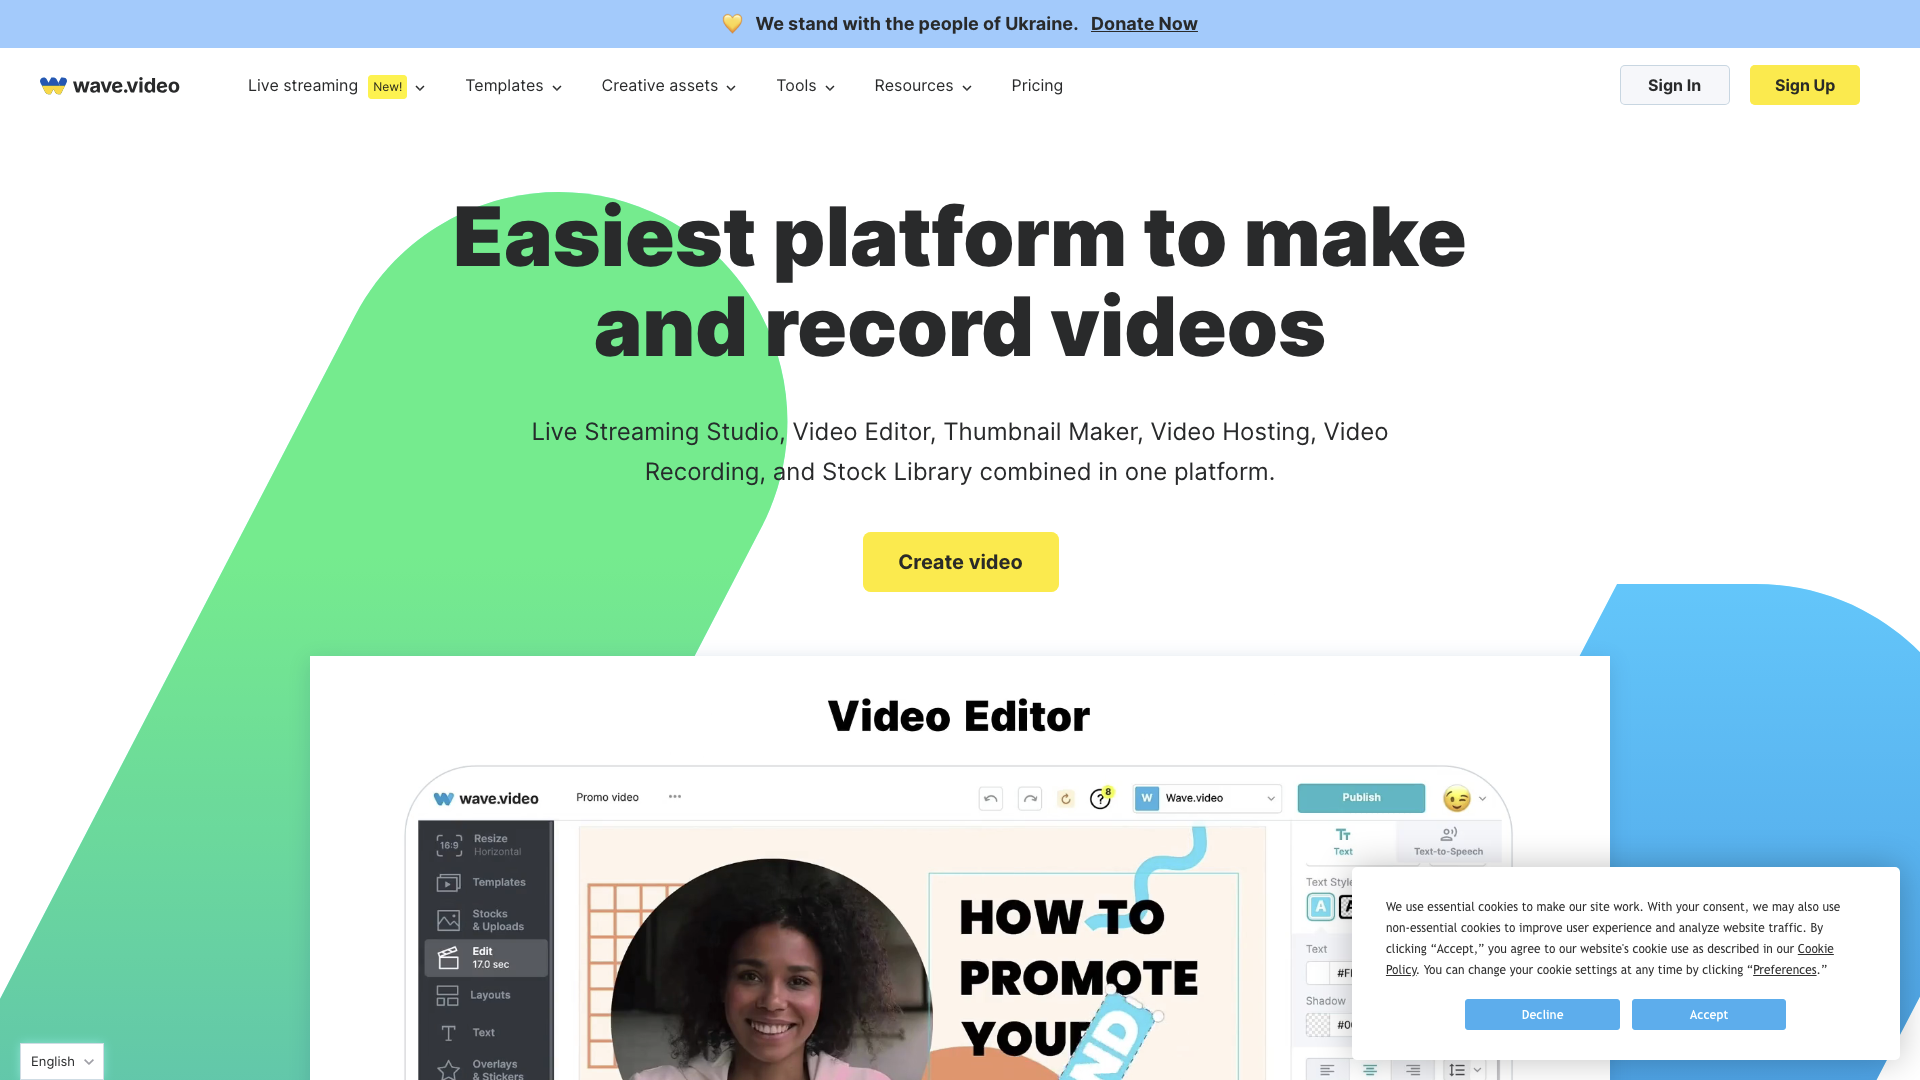 We stand with the people of Ukraine. Donate Now
wave.video
Live streaming New!
Templates
Creative assets
Tools
Resources
Pricing
Sign In
Sign Up
Easiest platform to make
and record videos
Live Streaming Studio, Video Editor, Thumbnail Maker, Video Hosting, Video
Recording, and Stock Library combined in one platform.
Create video
Video Editor
wave.video
Promo video
8
W Wave.video
Publish
16:9
Resize
Horizontal
Templates
Stocks
& Uploads
Edit
17.0 sec
Layouts
Text
Overlays
& Stickers
HOW TO
PROMOTE
YOUR
ND
Text
Text-to-Speech
Text
Shadow
We use essential cookies to make our site work. With your consent, we may also use
non-essential cookies to improve user experience and analyze website traffic. By
clicking “Accept,” you agree to our website's cookie use as described in our Cookie
Policy. You can change your cookie settings at any time by clicking “Preferences.”
Decline
Accept
English